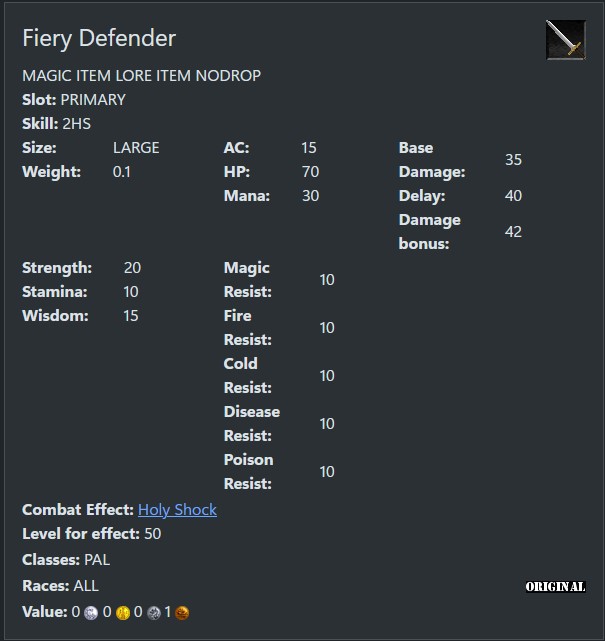 Fiery Defender
MAGIC ITEM LORE ITEM NODROP
Slot: PRIMARY
Skill: 2HS
Size: LARGE
Weight: 0.1
AC: 15
HP: 70
Mana: 30
Base Damage: 35
Delay: 40
Damage bonus: 42
Strength: 20
Stamina: 10
Wisdom: 15
Magic Resist: 10
Fire Resist: 10
Cold Resist: 10
Disease Resist: 10
Poison Resist: 10
Combat Effect: Holy Shock
Level for effect: 50
Classes: PAL
Races: ALL
ORIGINAL
Value: 0 0 0 1